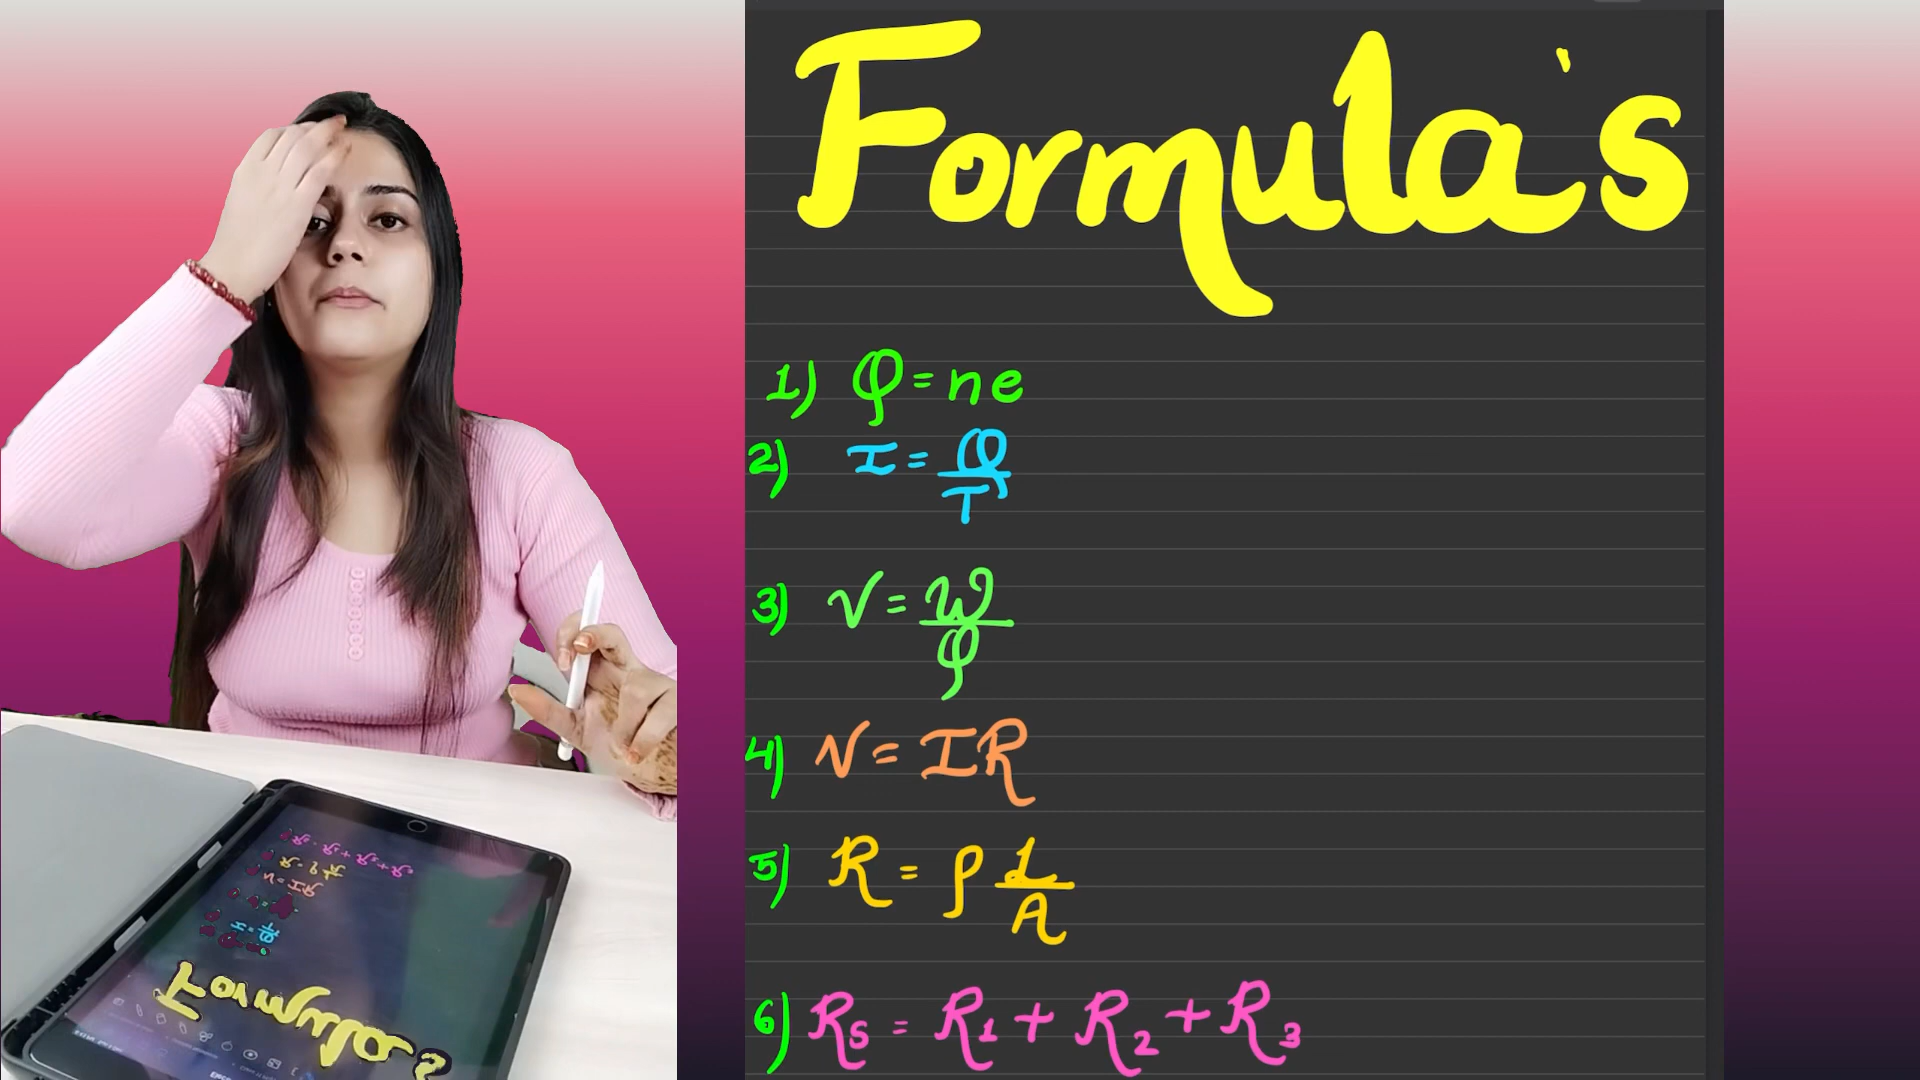 Formula's
1) Q = ne
2) I = Q/T
3) V = W/Q
4) V = IR
5) R = ρ L/A
6) Rs = R1 + R2 + R3